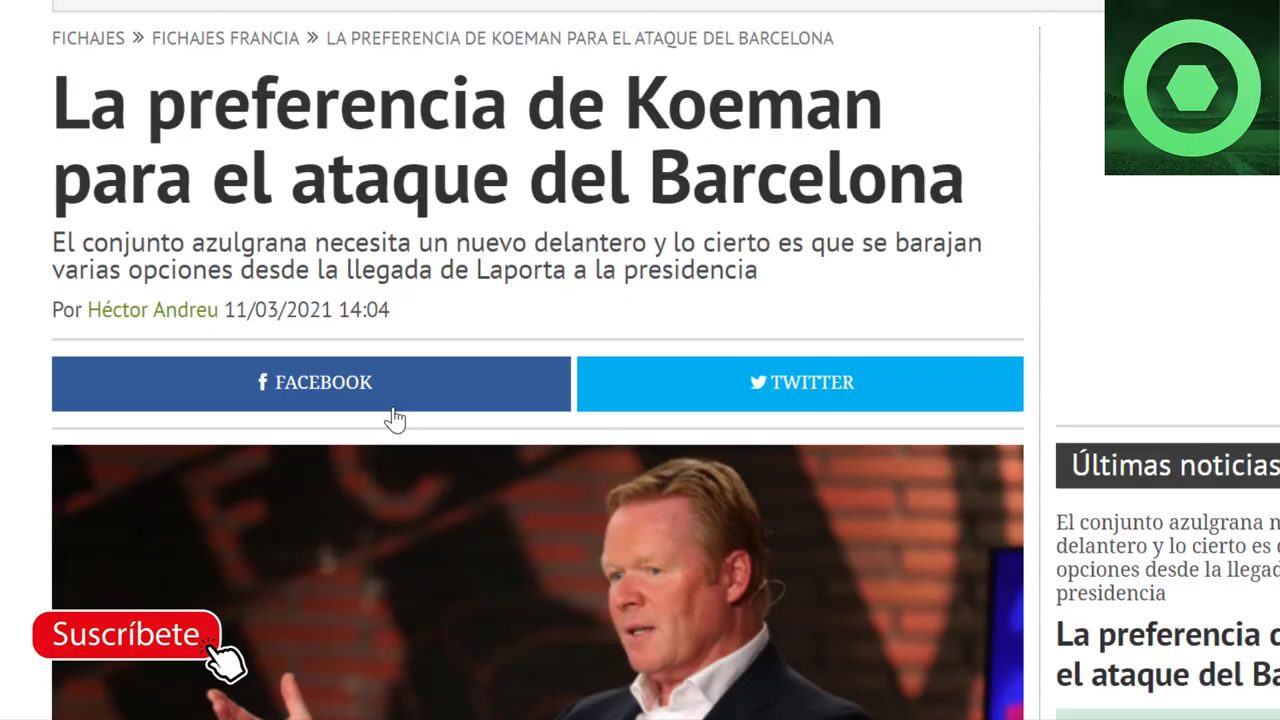 FICHAJES » FICHAJES FRANCIA » LA PREFERENCIA DE KOEMAN PARA EL ATAQUE DEL BARCELONA
La preferencia de Koeman
para el ataque del Barcelona
El conjunto azulgrana necesita un nuevo delantero y lo cierto es que se barajan
varias opciones desde la llegada de Laporta a la presidencia
Por Héctor Andreu 11/03/2021 14:04
f FACEBOOK
TWITTER
Últimas noticias
El conjunto azulgrana n
delantero y lo cierto es
opciones desde la llegad
presidencia
La preferencia
el ataque del Ba
Suscríbete